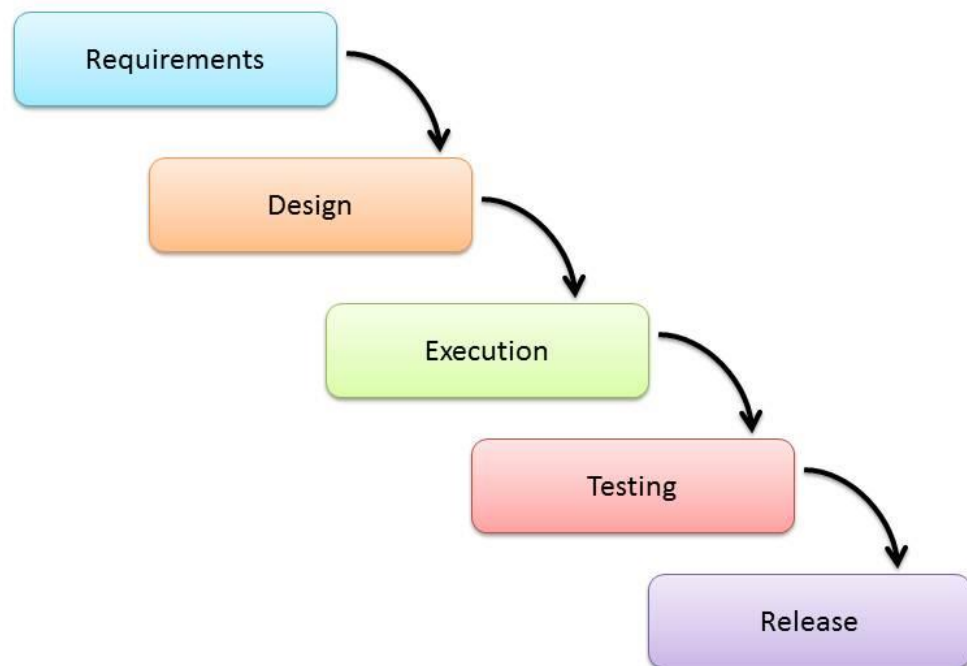 Requirements
Design
Execution
Testing
Release